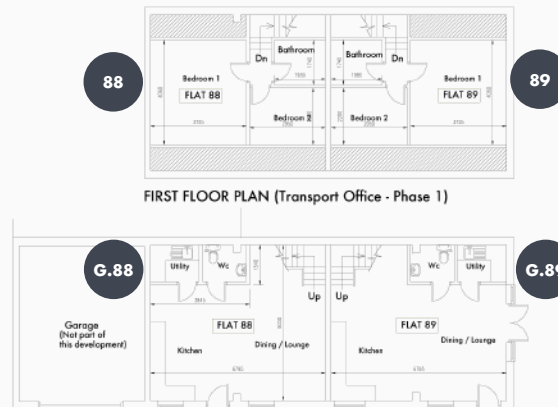 88
89
Bathroom
Bathroom
Dn
Dn
Bedroom 1
Bedroom 1
FLAT 88
FLAT 89
Bedroom 2
Bedroom 2
FIRST FLOOR PLAN (Transport Office - Phase 1)
G.88
G.89
Utility
Wc
Wc
Utility
Up
Up
Garage
(Not part of
this development)
FLAT 88
FLAT 89
Kitchen
Dining / Lounge
Kitchen
Dining / Lounge